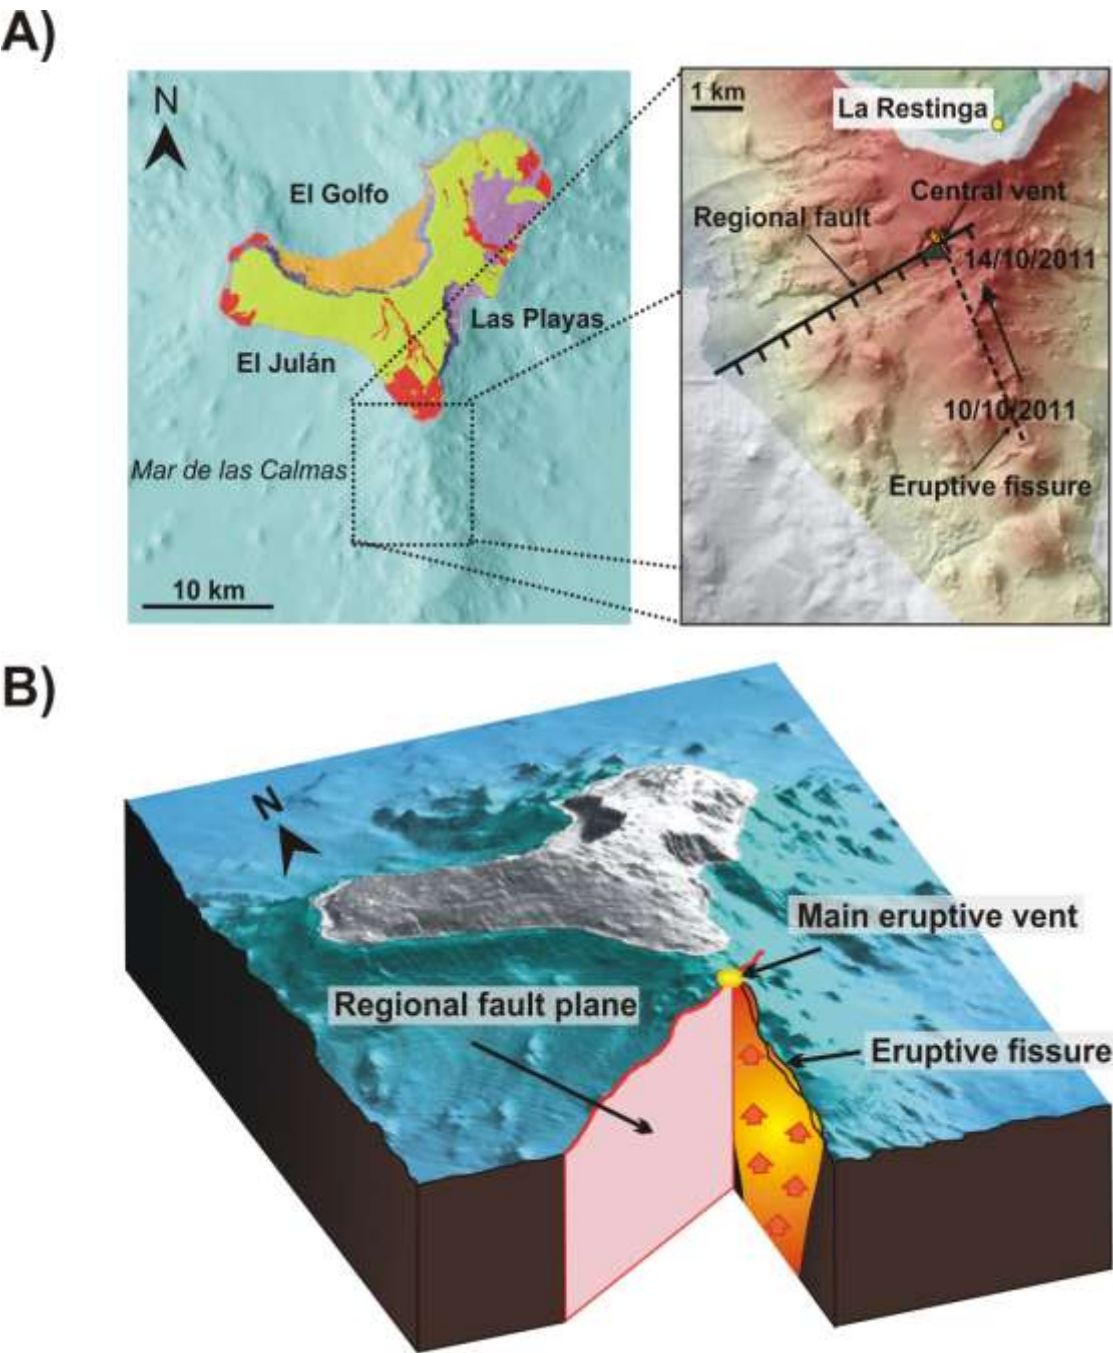 A)
N
El Golfo
Las Playas
El Julán
Mar de las Calmas
10 km
1 km
La Restinga
Central vent
Regional fault
14/10/2011
10/10/2011
Eruptive fissure
B)
N
Main eruptive vent
Regional fault plane
Eruptive fissure